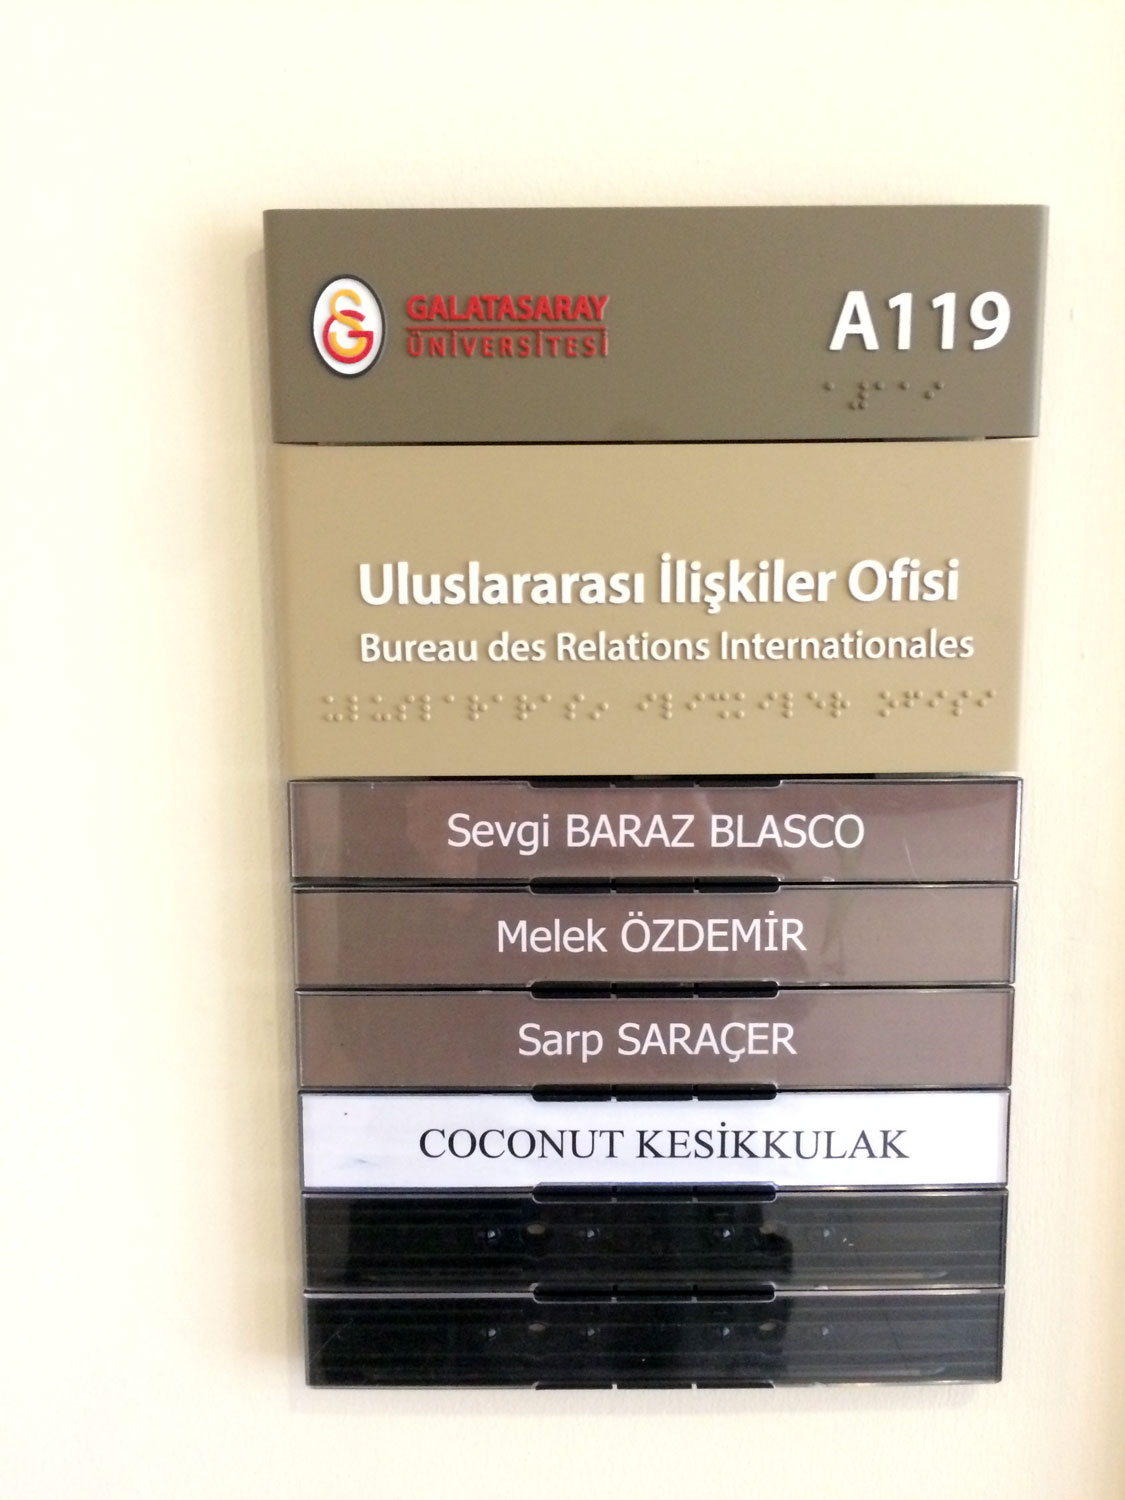 SG
GALATASARAY
ÜNİVERSİTESİ
A119
Uluslararası İlişkiler Ofisi
Bureau des Relations Internationales
Sevgi BARAZ BLASCO
Melek ÖZDEMİR
Sarp SARAÇER
COCONUT KESİKKULAK